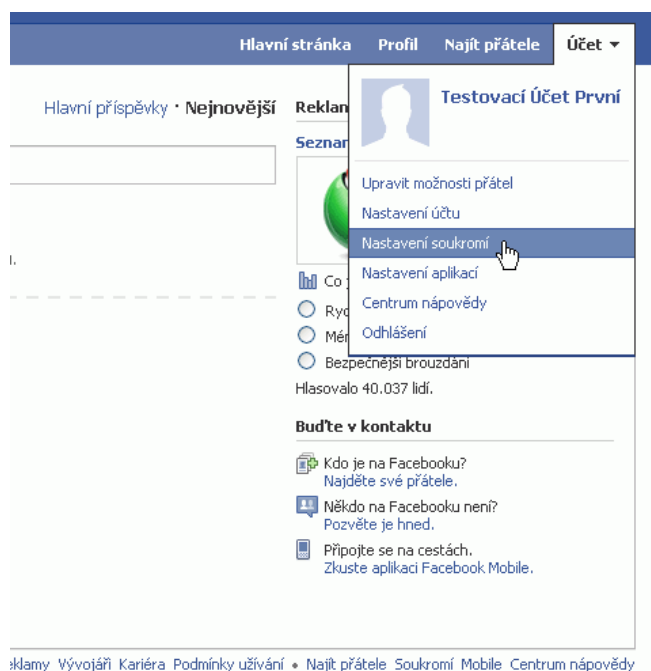 Hlavní stránka Profil Najít přátele Účet
Testovací Účet První
Hlavní příspěvky · Nejnovější
Upravit možnosti přátel
Nastavení účtu
Nastavení soukromí
Nastavení aplikací
Centrum nápovědy
Odhlášení
Co
Bezpečnější brouzdání
Hlasovalo 40.037 lidí.
Buďte v kontaktu
Kdo je na Facebooku?
Najděte své přátele.
Někdo na Facebooku není?
Pozvěte je hned.
Připojte se na cestách.
Zkuste aplikaci Facebook Mobile.
Vývojáři Kariéra Podmínky užívání • Najít přátele Soukromí Mobile Centrum nápovědy